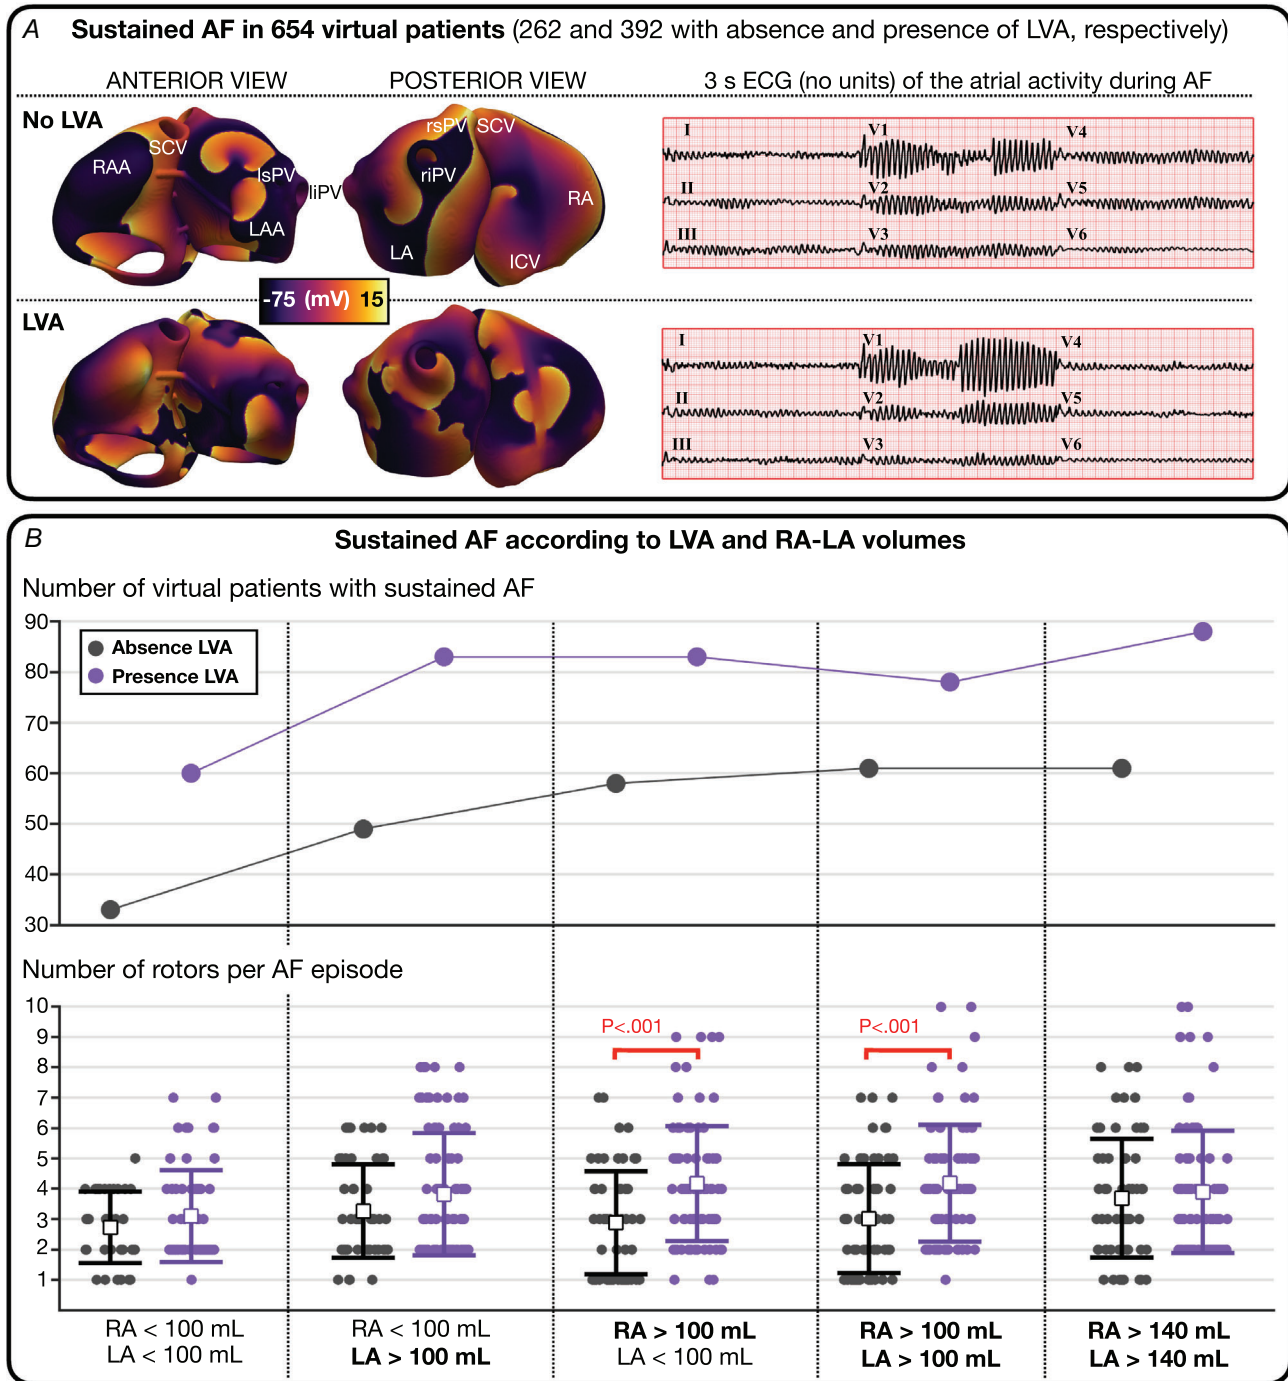 A Sustained AF in 654 virtual patients (262 and 392 with absence and presence of LVA, respectively)
ANTERIOR VIEW POSTERIOR VIEW 3 s ECG (no units) of the atrial activity during AF
No LVA
RAA SCV lsPV liPV LAA
rsPV SCV riPV RA LA ICV
I V1 V4
II V2 V5
III V3 V6
-75 (mV) 15
LVA
I V1 V4
II V2 V5
III V3 V6
B Sustained AF according to LVA and RA-LA volumes
Number of virtual patients with sustained AF
90
80
70
60
50
40
30
Absence LVA
Presence LVA
Number of rotors per AF episode
10
9
8
7
6
5
4
3
2
1
P<.001 P<.001
RA < 100 mL RA < 100 mL RA > 100 mL RA > 100 mL RA > 140 mL
LA < 100 mL LA > 100 mL LA < 100 mL LA > 100 mL LA > 140 mL